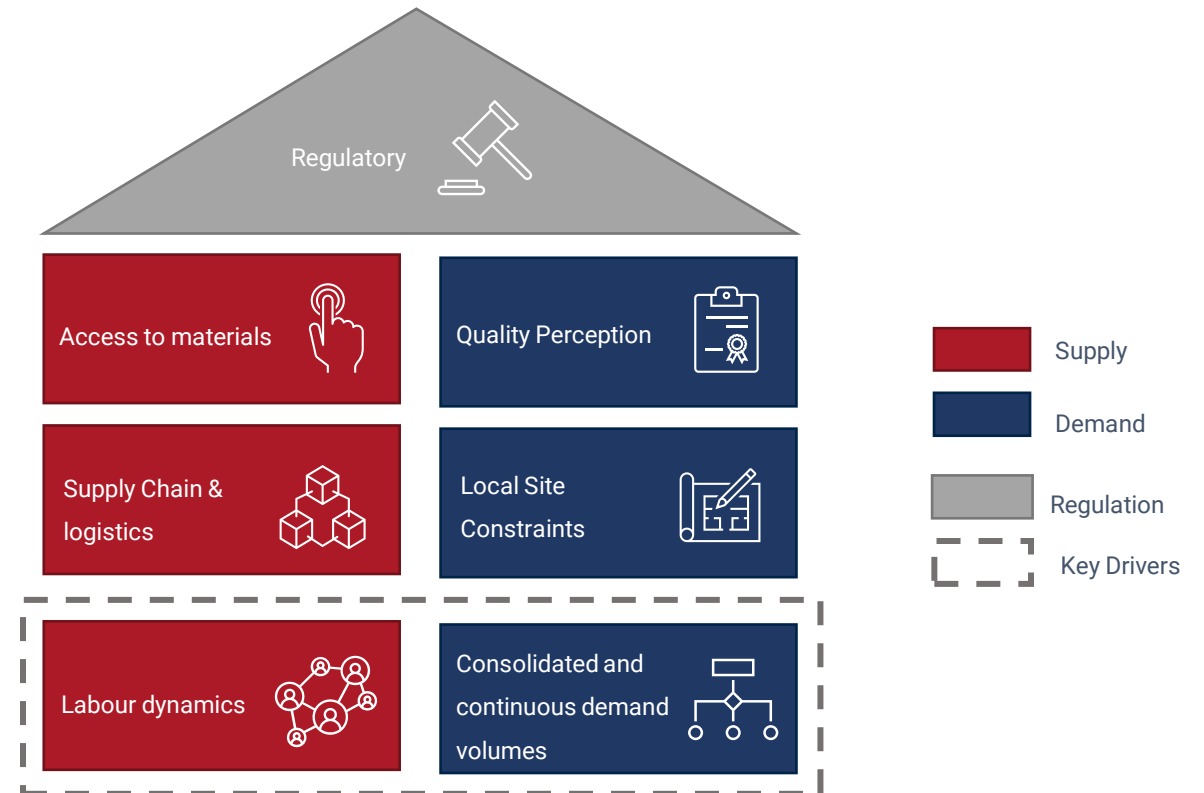 Regulatory
Access to materials
Quality Perception
Supply Chain &
logistics
Local Site
Constraints
Labour dynamics
Consolidated and
continuous demand
volumes
Supply
Demand
Regulation
Key Drivers